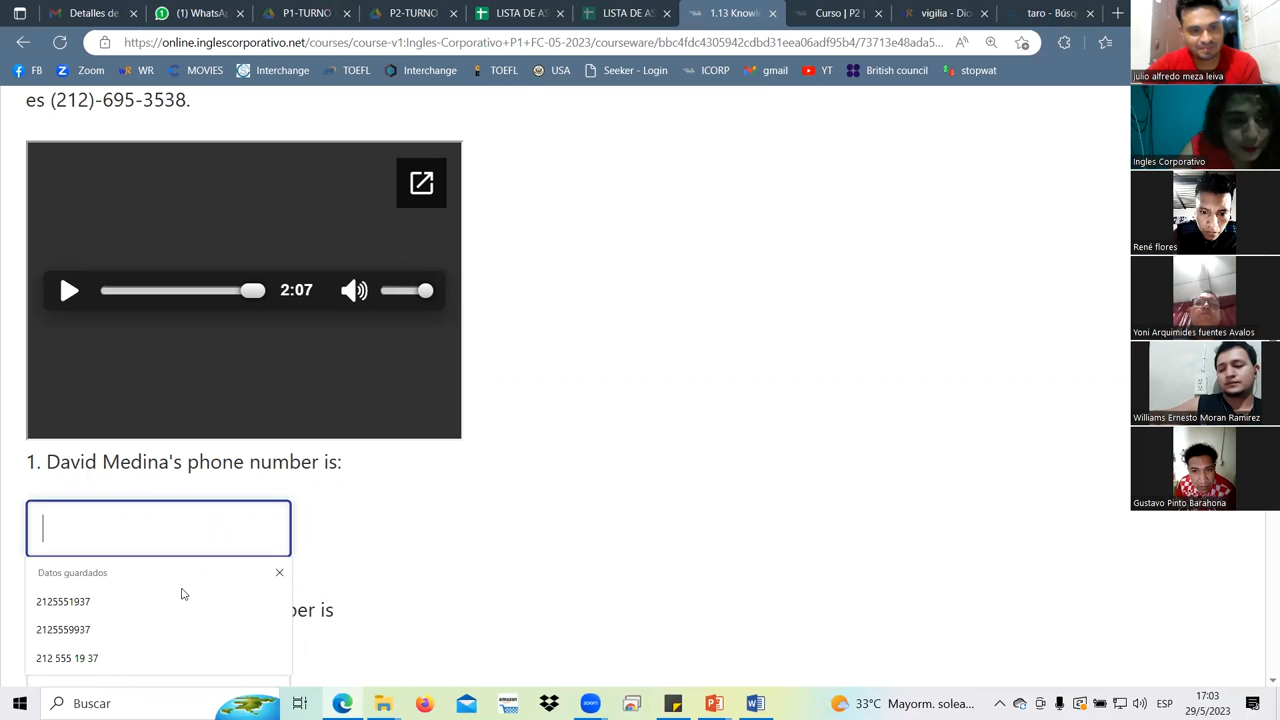 Detalles de
(1) WhatsA
P1-TURNO
P2-TURNO
LISTA DE AS
LISTA DE AS
1.13 Know
Curso | P2
vigilia - D
taro - Búsq
https://online.inglescorporativo.net/courses/course-v1:Ingles-Corporativo+P1+FC-05-2023/courseware/bbc4fdc4305942cdbd31eea06adf95b4/73713e48ada5...
FB
Zoom
WR
MOVIES
Interchange
TOEFL
Interchange
TOEFL
USA
Seeker - Login
ICORP
gmail
YT
British council
stopwat
es (212)-695-3538.
2:07
1. David Medina's phone number is:
Datos guardados
2125551937
2125559937
212 555 19 37
ber is
julio alfredo meza leiva
Ingles Corporativo
René flores
Yoni Arquimides fuentes Avalos
Williams Ernesto Moran Ramirez
Gustavo Pinto Barahona
Buscar
33°C Mayorm. solea...
ESP
17:03
29/5/2023